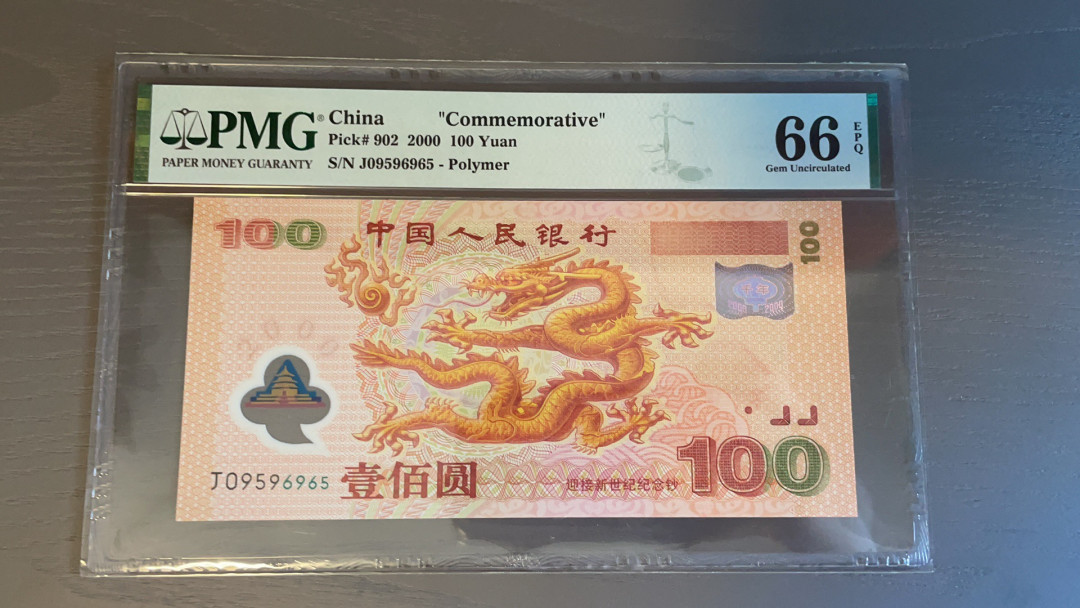 PMG®
PAPER MONEY GUARANTY
China "Commemorative"
Pick# 902 2000 100 Yuan
S/N J09596965 - Polymer
66
EPQ
Gem Uncirculated
100
中国人民银行
100
千年
J09596965
壹佰圆
迎接新世纪纪念钞
100